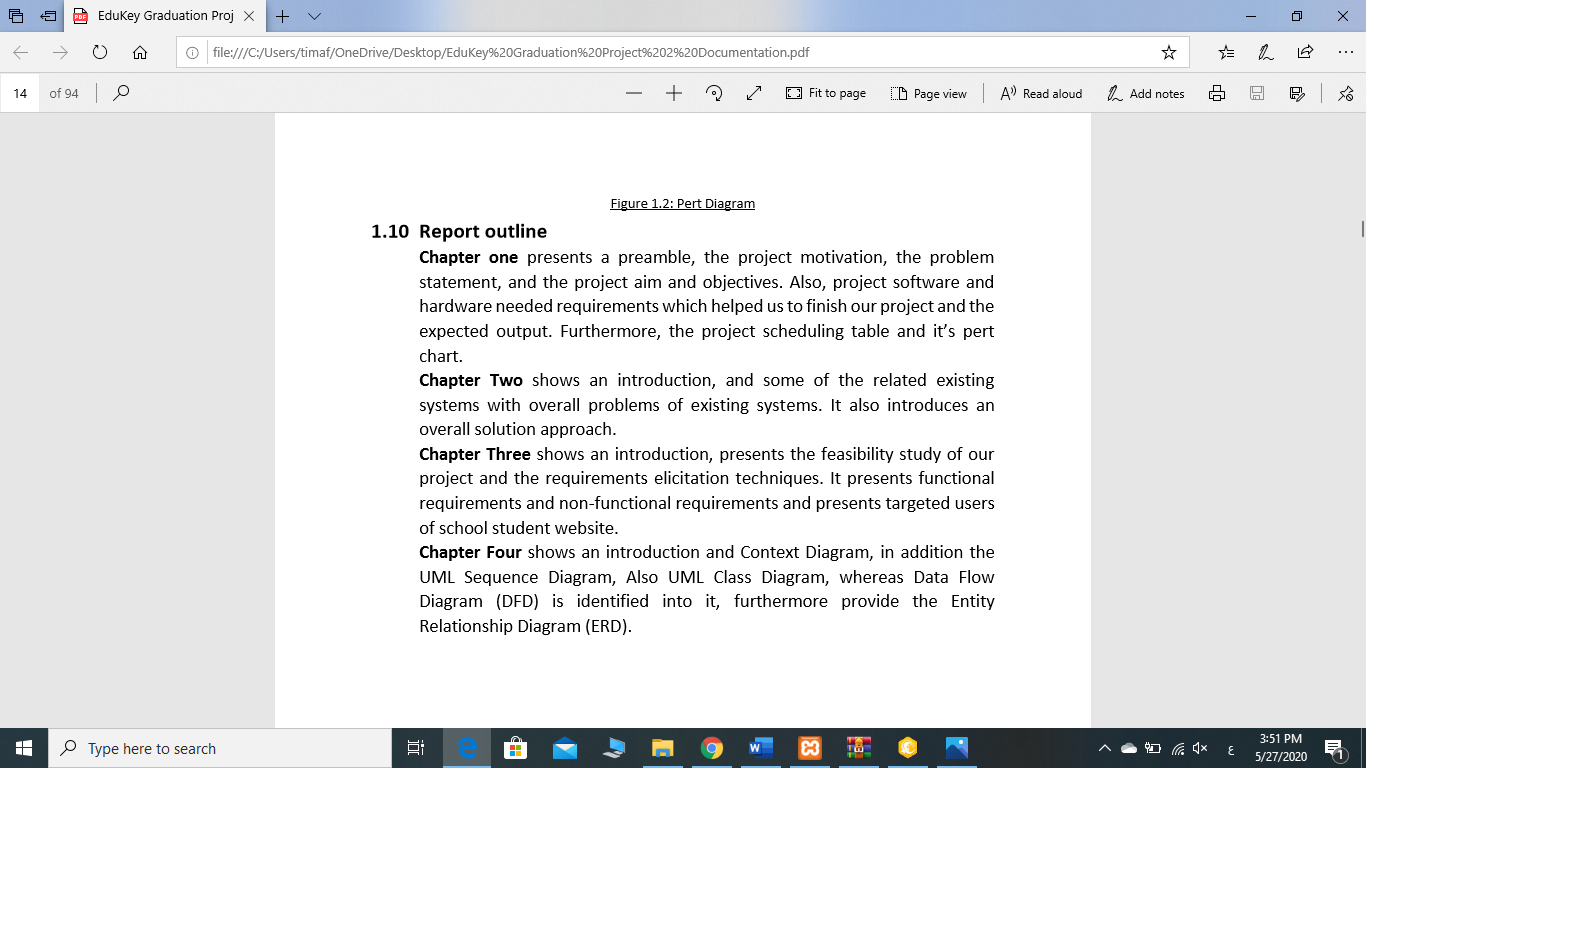 EduKey Graduation Proj
file:///C:/Users/timaf/OneDrive/Desktop/EduKey%20Graduation%20Project%202%20Documentation.pdf
14 of 94 Fit to page Page view Read aloud Add notes
Figure 1.2: Pert Diagram
1.10 Report outline
Chapter one presents a preamble, the project motivation, the problem
statement, and the project aim and objectives. Also, project software and
hardware needed requirements which helped us to finish our project and the
expected output. Furthermore, the project scheduling table and it’s pert
chart.
Chapter Two shows an introduction, and some of the related existing
systems with overall problems of existing systems. It also introduces an
overall solution approach.
Chapter Three shows an introduction, presents the feasibility study of our
project and the requirements elicitation techniques. It presents functional
requirements and non-functional requirements and presents targeted users
of school student website.
Chapter Four shows an introduction and Context Diagram, in addition the
UML Sequence Diagram, Also UML Class Diagram, whereas Data Flow
Diagram (DFD) is identified into it, furthermore provide the Entity
Relationship Diagram (ERD).
Type here to search
ع
3:51 PM
5/27/2020
1